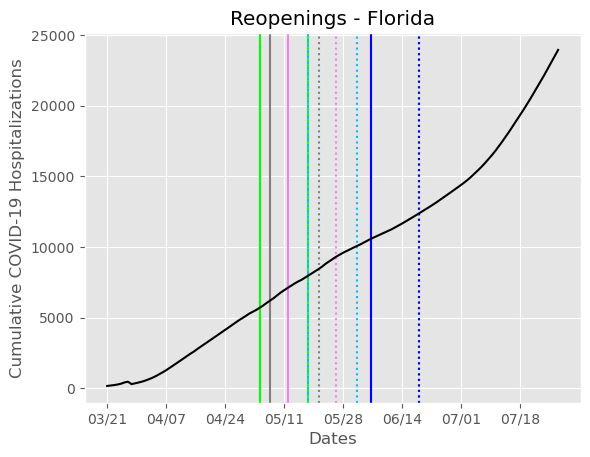 Reopenings - Florida
Cumulative COVID-19 Hospitalizations
25000
20000
15000
10000
5000
0
03/21 04/07 04/24 05/11 05/28 06/14 07/01 07/18
Dates